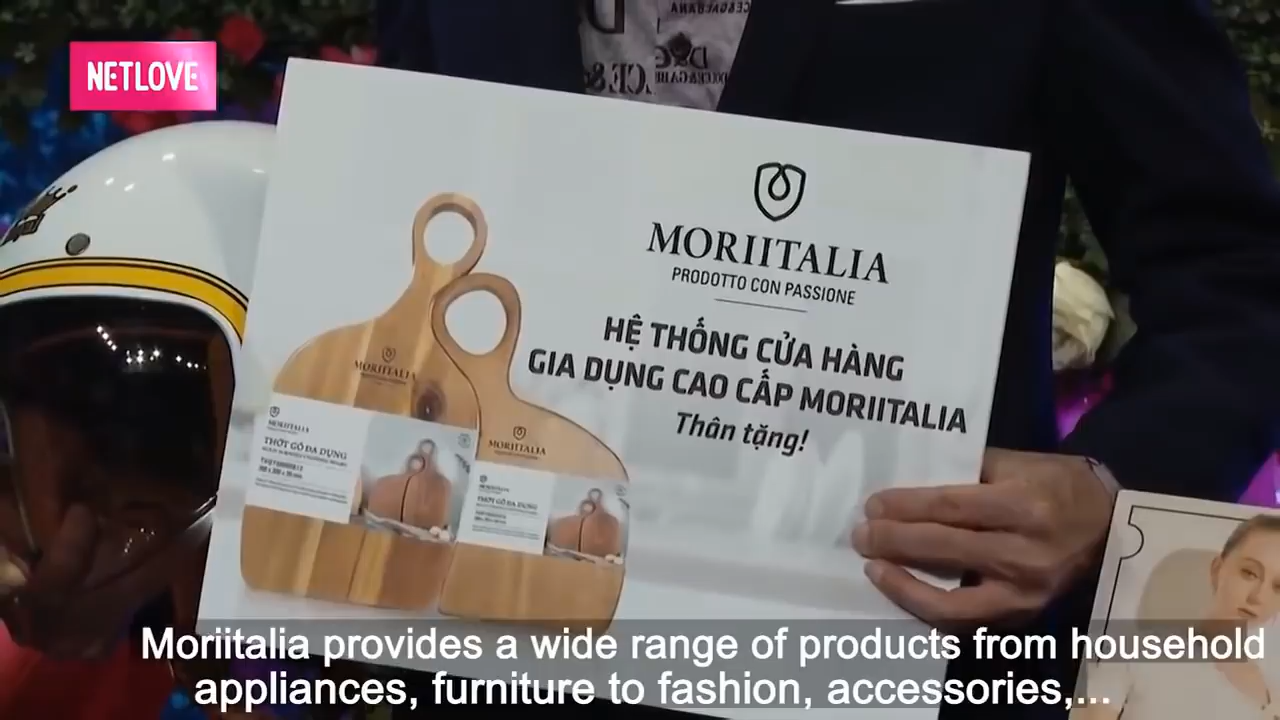 NETLOVE
MORIITALIA
PRODOTTO CON PASSIONE
HỆ THỐNG CỬA HÀNG
GIA DỤNG CAO CẤP MORIITALIA
Thân tặng!
MORIITALIA
MORIITALIA
THỚT GỖ ĐA DỤNG
MORIITALIA
MORIITALIA
THỚT GỖ ĐA DỤNG
Moriitalia provides a wide range of products from household
appliances, furniture to fashion, accessories,...